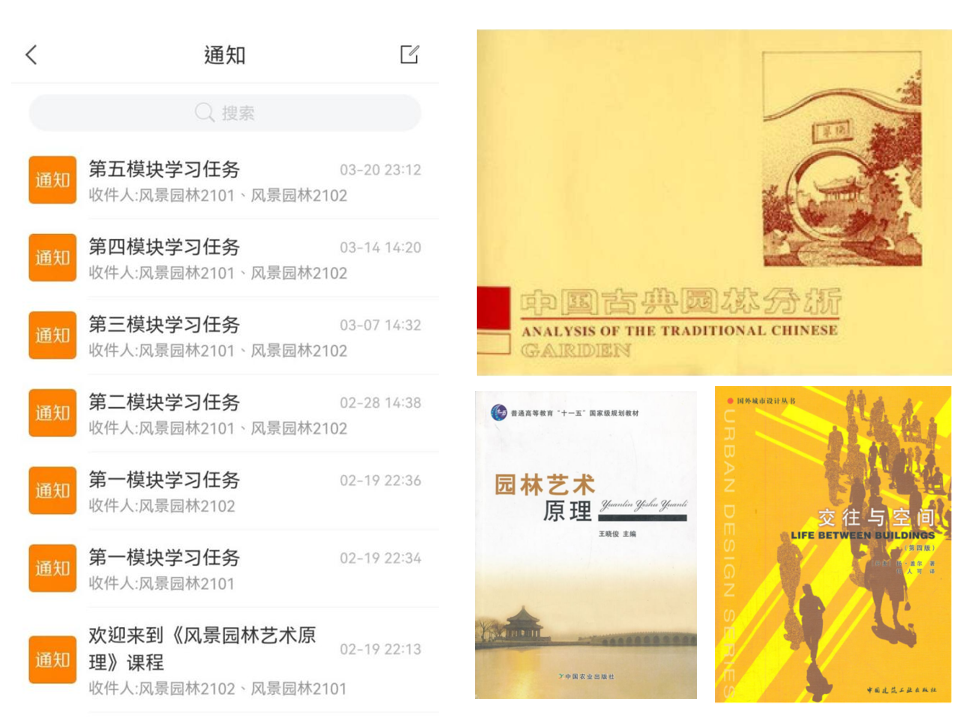 通知
搜索
通知
第五模块学习任务
03-20 23:12
收件人:风景园林2101、风景园林2102
通知
第四模块学习任务
03-14 14:20
收件人:风景园林2101、风景园林2102
通知
第三模块学习任务
03-07 14:32
收件人:风景园林2101、风景园林2102
通知
第二模块学习任务
02-28 14:38
收件人:风景园林2101、风景园林2102
通知
第一模块学习任务
02-19 22:36
收件人:风景园林2102
通知
第一模块学习任务
02-19 22:34
收件人:风景园林2101
通知
欢迎来到《风景园林艺术原
理》课程
02-19 22:13
收件人:风景园林2102、风景园林2101
中国古典园林分析
ANALYSIS OF THE TRADITIONAL CHINESE
GARDEN
普通高等教育“十一五”国家级规划教材
园林艺术
原理
Yuanlin Yishu Yuanli
王晓俊 主编
中国农业出版社
国外城市设计丛书
URBAN DESIGN SERIES
交往与空间
LIFE BETWEEN BUILDINGS
(第四版)
中国建筑工业出版社